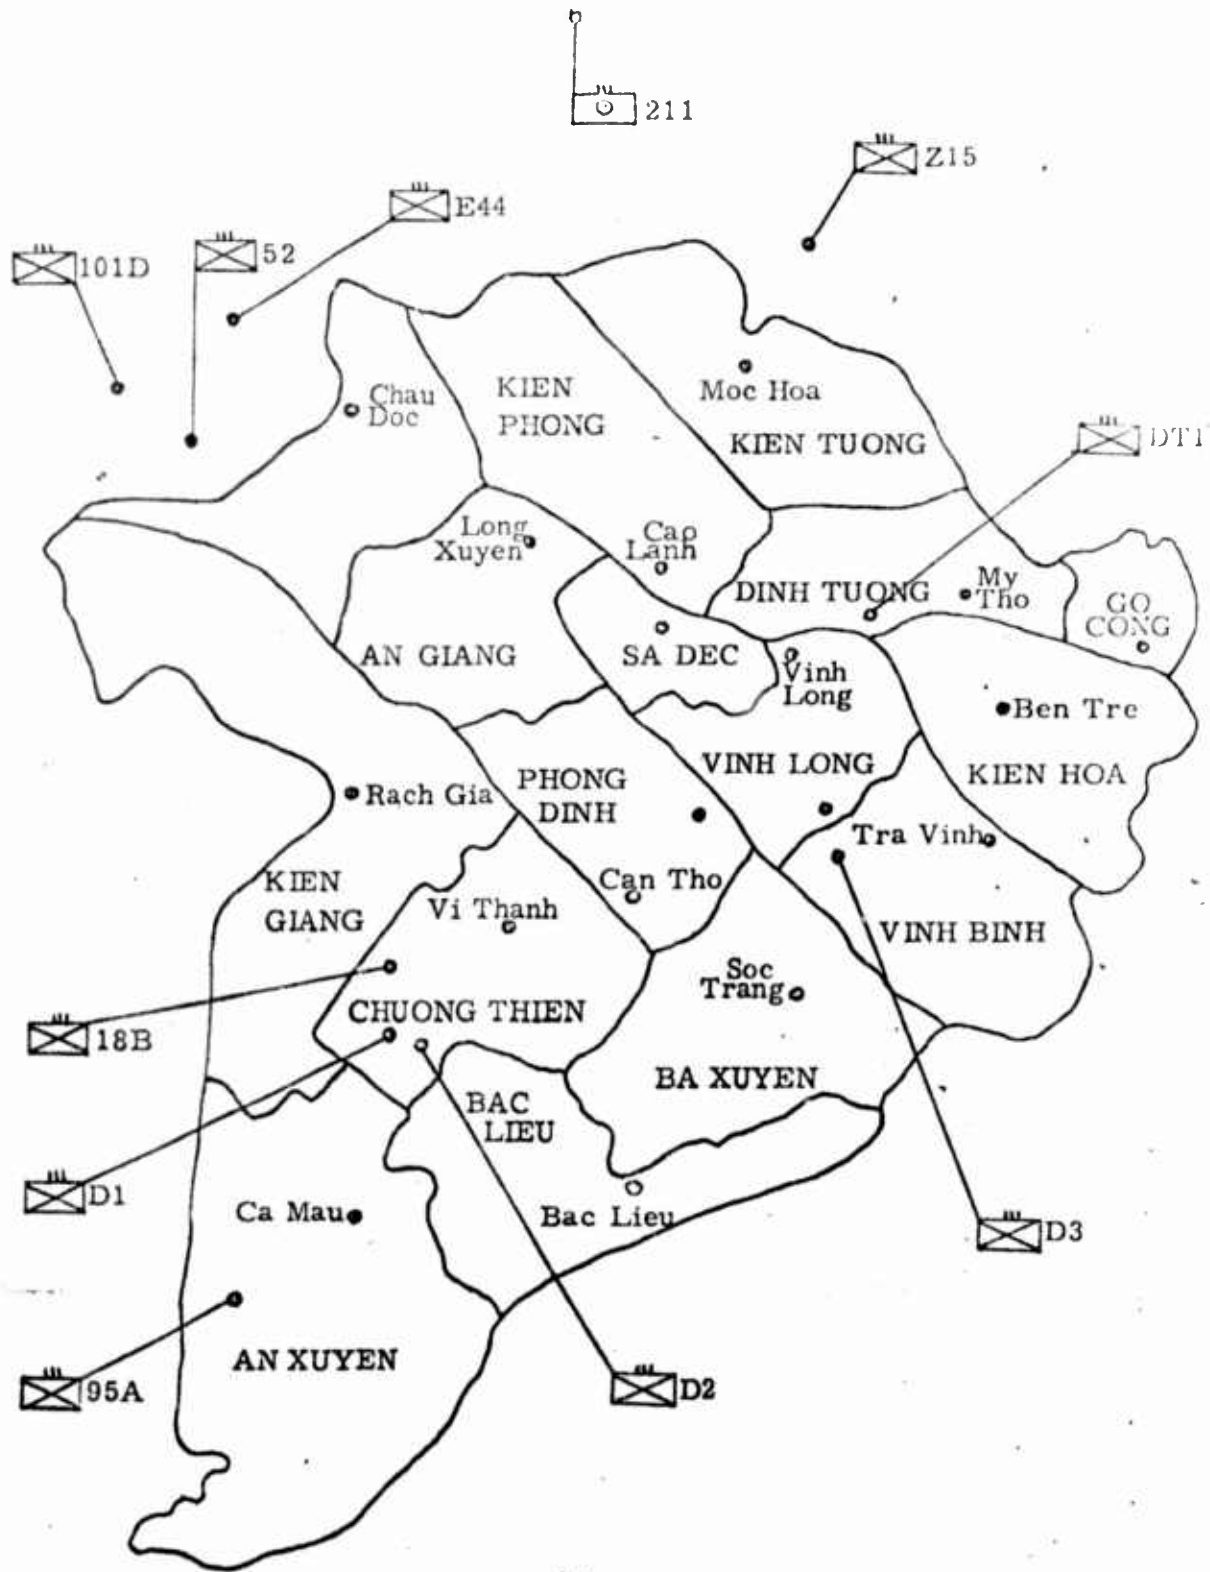 211
Z15
E44
52
101D
Chau
Doc
KIEN
PHONG
Moc Hoa
KIEN TUONG
DT1
Long
Xuyen
Cao
Lanh
DINH TUONG
My
Tho
GO
CONG
AN GIANG
SA DEC
Vinh
Long
Ben Tre
VINH LONG
KIEN HOA
PHONG
DINH
Rach Gia
Tra Vinh
KIEN
GIANG
Can Tho
Vi Thanh
VINH BINH
Soc
Trang
CHUONG THIEN
18B
BA XUYEN
BAC
LIEU
D1
Ca Mau
Bac Lieu
D3
AN XUYEN
95A
D2